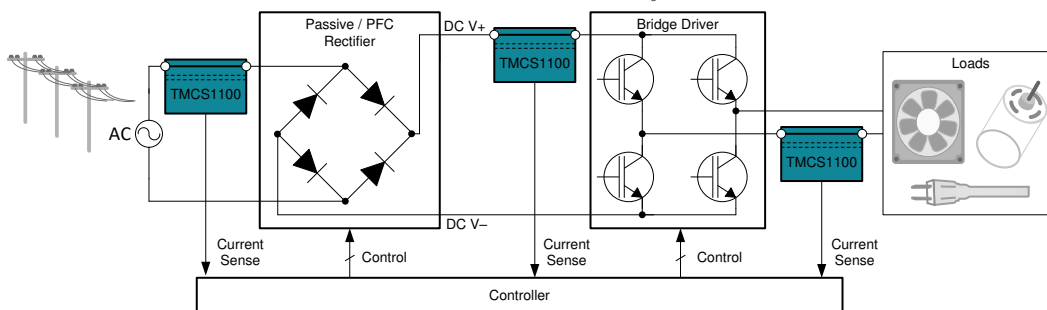 Passive / PFC
Rectifier
DC V+
Bridge Driver
TMCS1100
TMCS1100
Loads
AC
TMCS1100
DC V–
Current
Sense
Control
Current
Sense
Control
Current
Sense
Controller